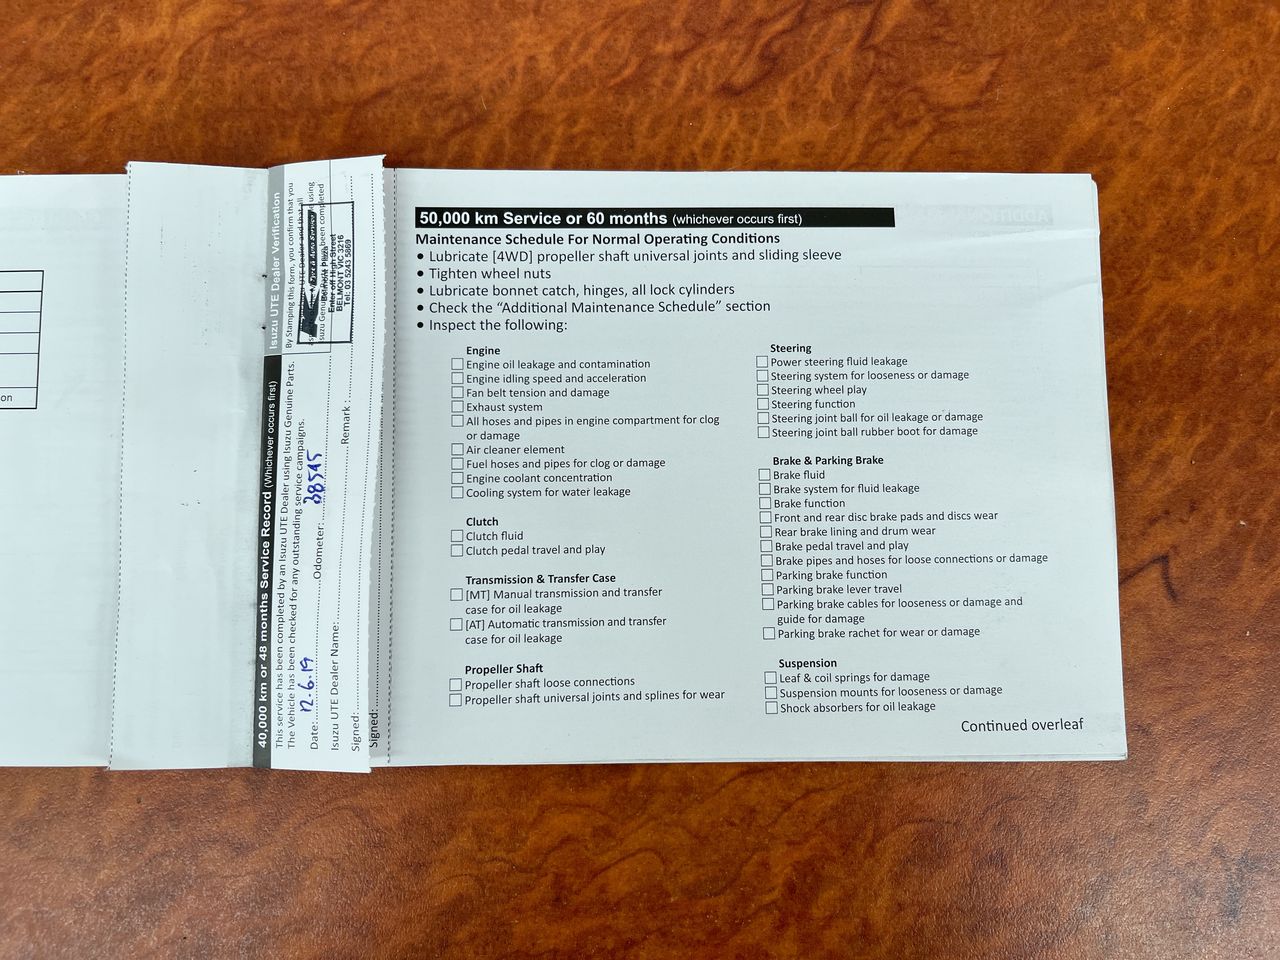 on
40,000 km or 48 months Service Record (Whichever occurs first)
This service has been completed by an Isuzu UTE Dealer using Isuzu Genuine Parts.
The Vehicle has been checked for any outstanding service campaigns.
Date: 12.6.19 Odometer: 38545
Isuzu UTE Dealer Name:
Signed: Remark :
Signed:
Isuzu UTE Dealer Verification
By Stamping this form, you confirm that you
been completed
Enter off High Street
BELMONT VIC 3216
Tel: 03 5243 5869
50,000 km Service or 60 months (whichever occurs first)
Maintenance Schedule For Normal Operating Conditions
• Lubricate [4WD] propeller shaft universal joints and sliding sleeve
• Tighten wheel nuts
• Lubricate bonnet catch, hinges, all lock cylinders
• Check the “Additional Maintenance Schedule” section
• Inspect the following:
Engine
Engine oil leakage and contamination
Engine idling speed and acceleration
Fan belt tension and damage
Exhaust system
All hoses and pipes in engine compartment for clog
or damage
Air cleaner element
Fuel hoses and pipes for clog or damage
Engine coolant concentration
Cooling system for water leakage
Clutch
Clutch fluid
Clutch pedal travel and play
Transmission & Transfer Case
[MT] Manual transmission and transfer
case for oil leakage
[AT] Automatic transmission and transfer
case for oil leakage
Propeller Shaft
Propeller shaft loose connections
Propeller shaft universal joints and splines for wear
Steering
Power steering fluid leakage
Steering system for looseness or damage
Steering wheel play
Steering function
Steering joint ball for oil leakage or damage
Steering joint ball rubber boot for damage
Brake & Parking Brake
Brake fluid
Brake system for fluid leakage
Brake function
Front and rear disc brake pads and discs wear
Rear brake lining and drum wear
Brake pedal travel and play
Brake pipes and hoses for loose connections or damage
Parking brake function
Parking brake lever travel
Parking brake cables for looseness or damage and
guide for damage
Parking brake rachet for wear or damage
Suspension
Leaf & coil springs for damage
Suspension mounts for looseness or damage
Shock absorbers for oil leakage
Continued overleaf